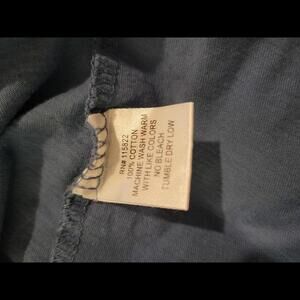 RN# 115822
100% COTTON
MACHINE WASH WARM
WITH LIKE COLORS
NO BLEACH
TUMBLE DRY LOW